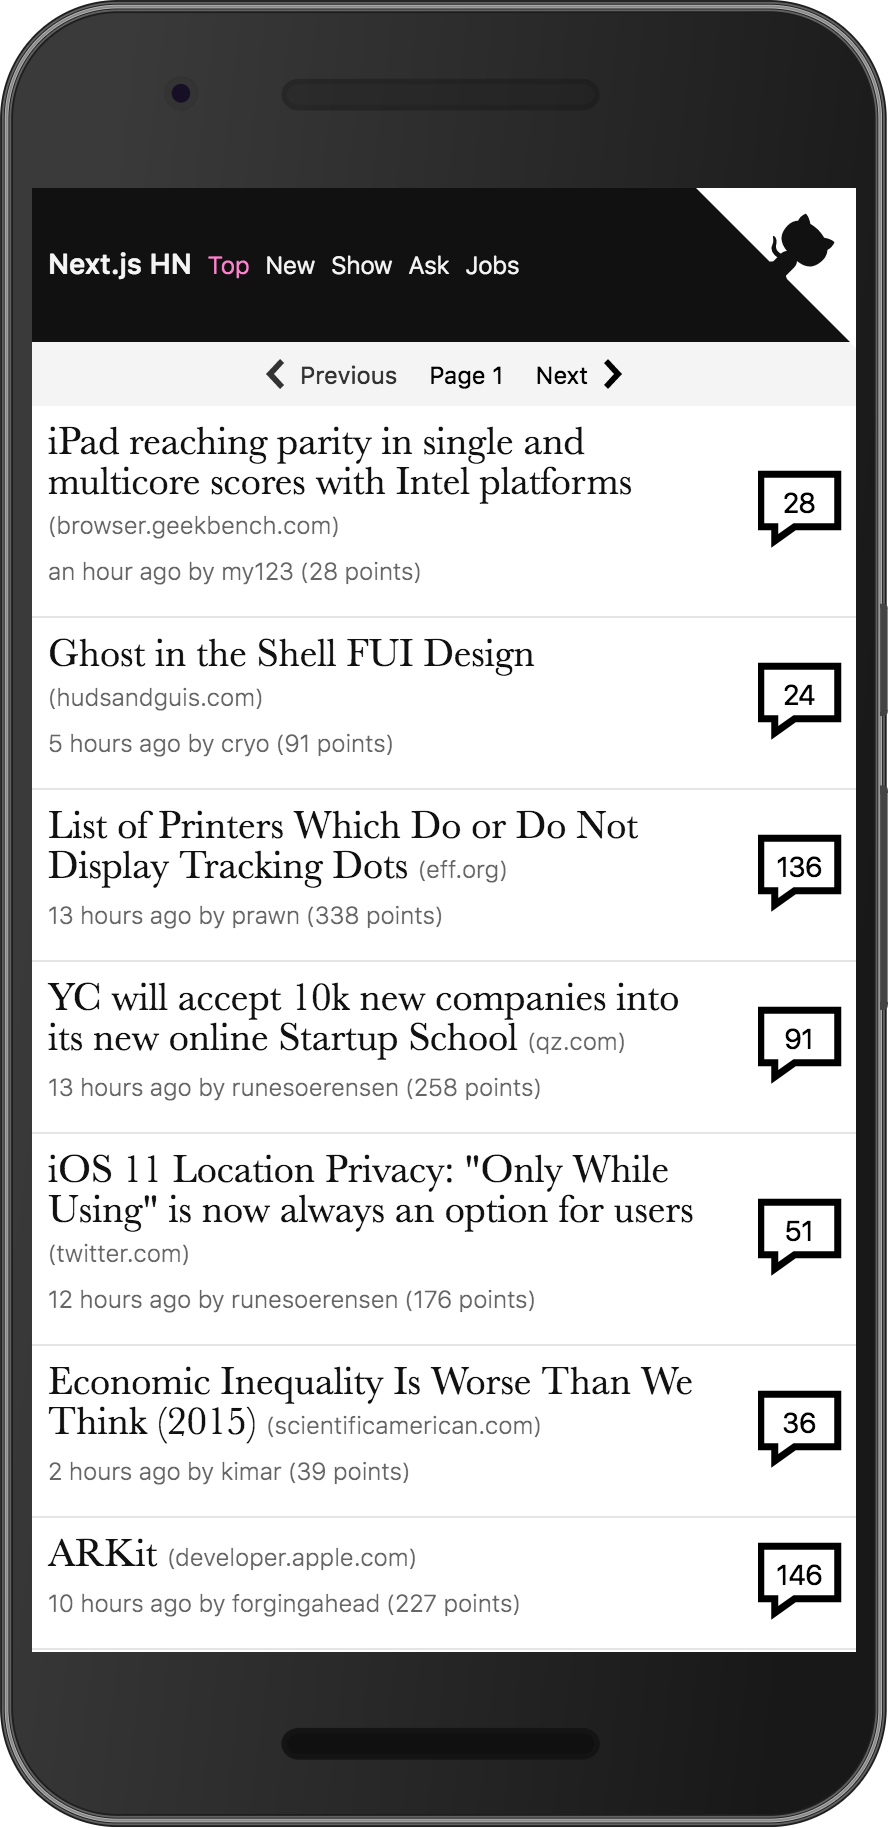 Next.js HN Top New Show Ask Jobs
Previous Page 1 Next
iPad reaching parity in single and
multicore scores with Intel platforms
(browser.geekbench.com)
28
an hour ago by my123 (28 points)
Ghost in the Shell FUI Design
(hudsandguis.com)
24
5 hours ago by cryo (91 points)
List of Printers Which Do or Do Not
Display Tracking Dots (eff.org)
136
13 hours ago by prawn (338 points)
YC will accept 10k new companies into
its new online Startup School (qz.com)
91
13 hours ago by runesoerensen (258 points)
iOS 11 Location Privacy: "Only While
Using" is now always an option for users
(twitter.com)
51
12 hours ago by runesoerensen (176 points)
Economic Inequality Is Worse Than We
Think (2015) (scientificamerican.com)
36
2 hours ago by kimar (39 points)
ARKit (developer.apple.com)
146
10 hours ago by forgingahead (227 points)